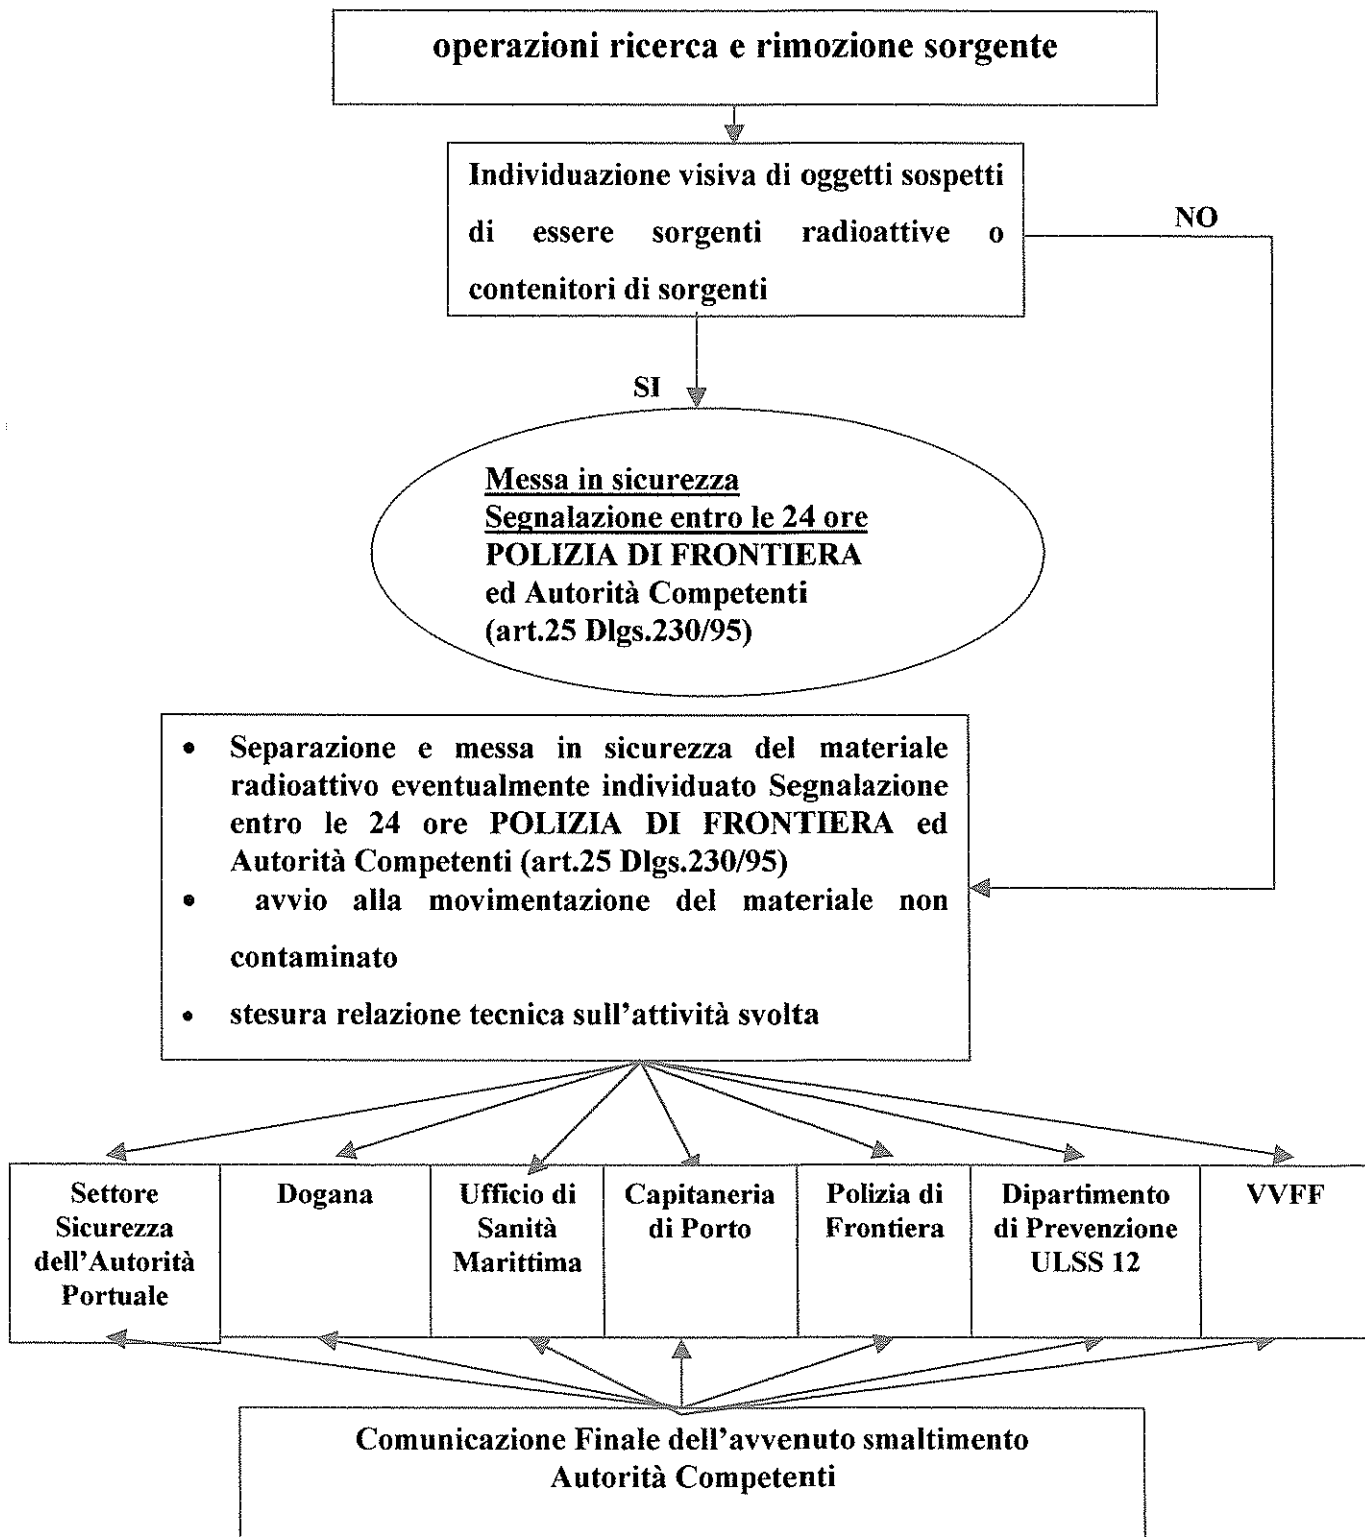 operazioni ricerca e rimozione sorgente
Individuazione visiva di oggetti sospetti
di essere sorgenti radioattive o
contenitori di sorgenti
NO
SI
Messa in sicurezza
Segnalazione entro le 24 ore
POLIZIA DI FRONTIERA
ed Autorità Competenti
(art.25 Dlgs.230/95)
• Separazione e messa in sicurezza del materiale
radioattivo eventualmente individuato Segnalazione
entro le 24 ore POLIZIA DI FRONTIERA ed
Autorità Competenti (art.25 Dlgs.230/95)
• avvio alla movimentazione del materiale non
contaminato
• stesura relazione tecnica sull'attività svolta
Settore
Sicurezza
dell'Autorità
Portuale
Dogana
Ufficio di
Sanità
Marittima
Capitaneria
di Porto
Polizia di
Frontiera
Dipartimento
di Prevenzione
ULSS 12
VVFF
Comunicazione Finale dell'avvenuto smaltimento
Autorità Competenti